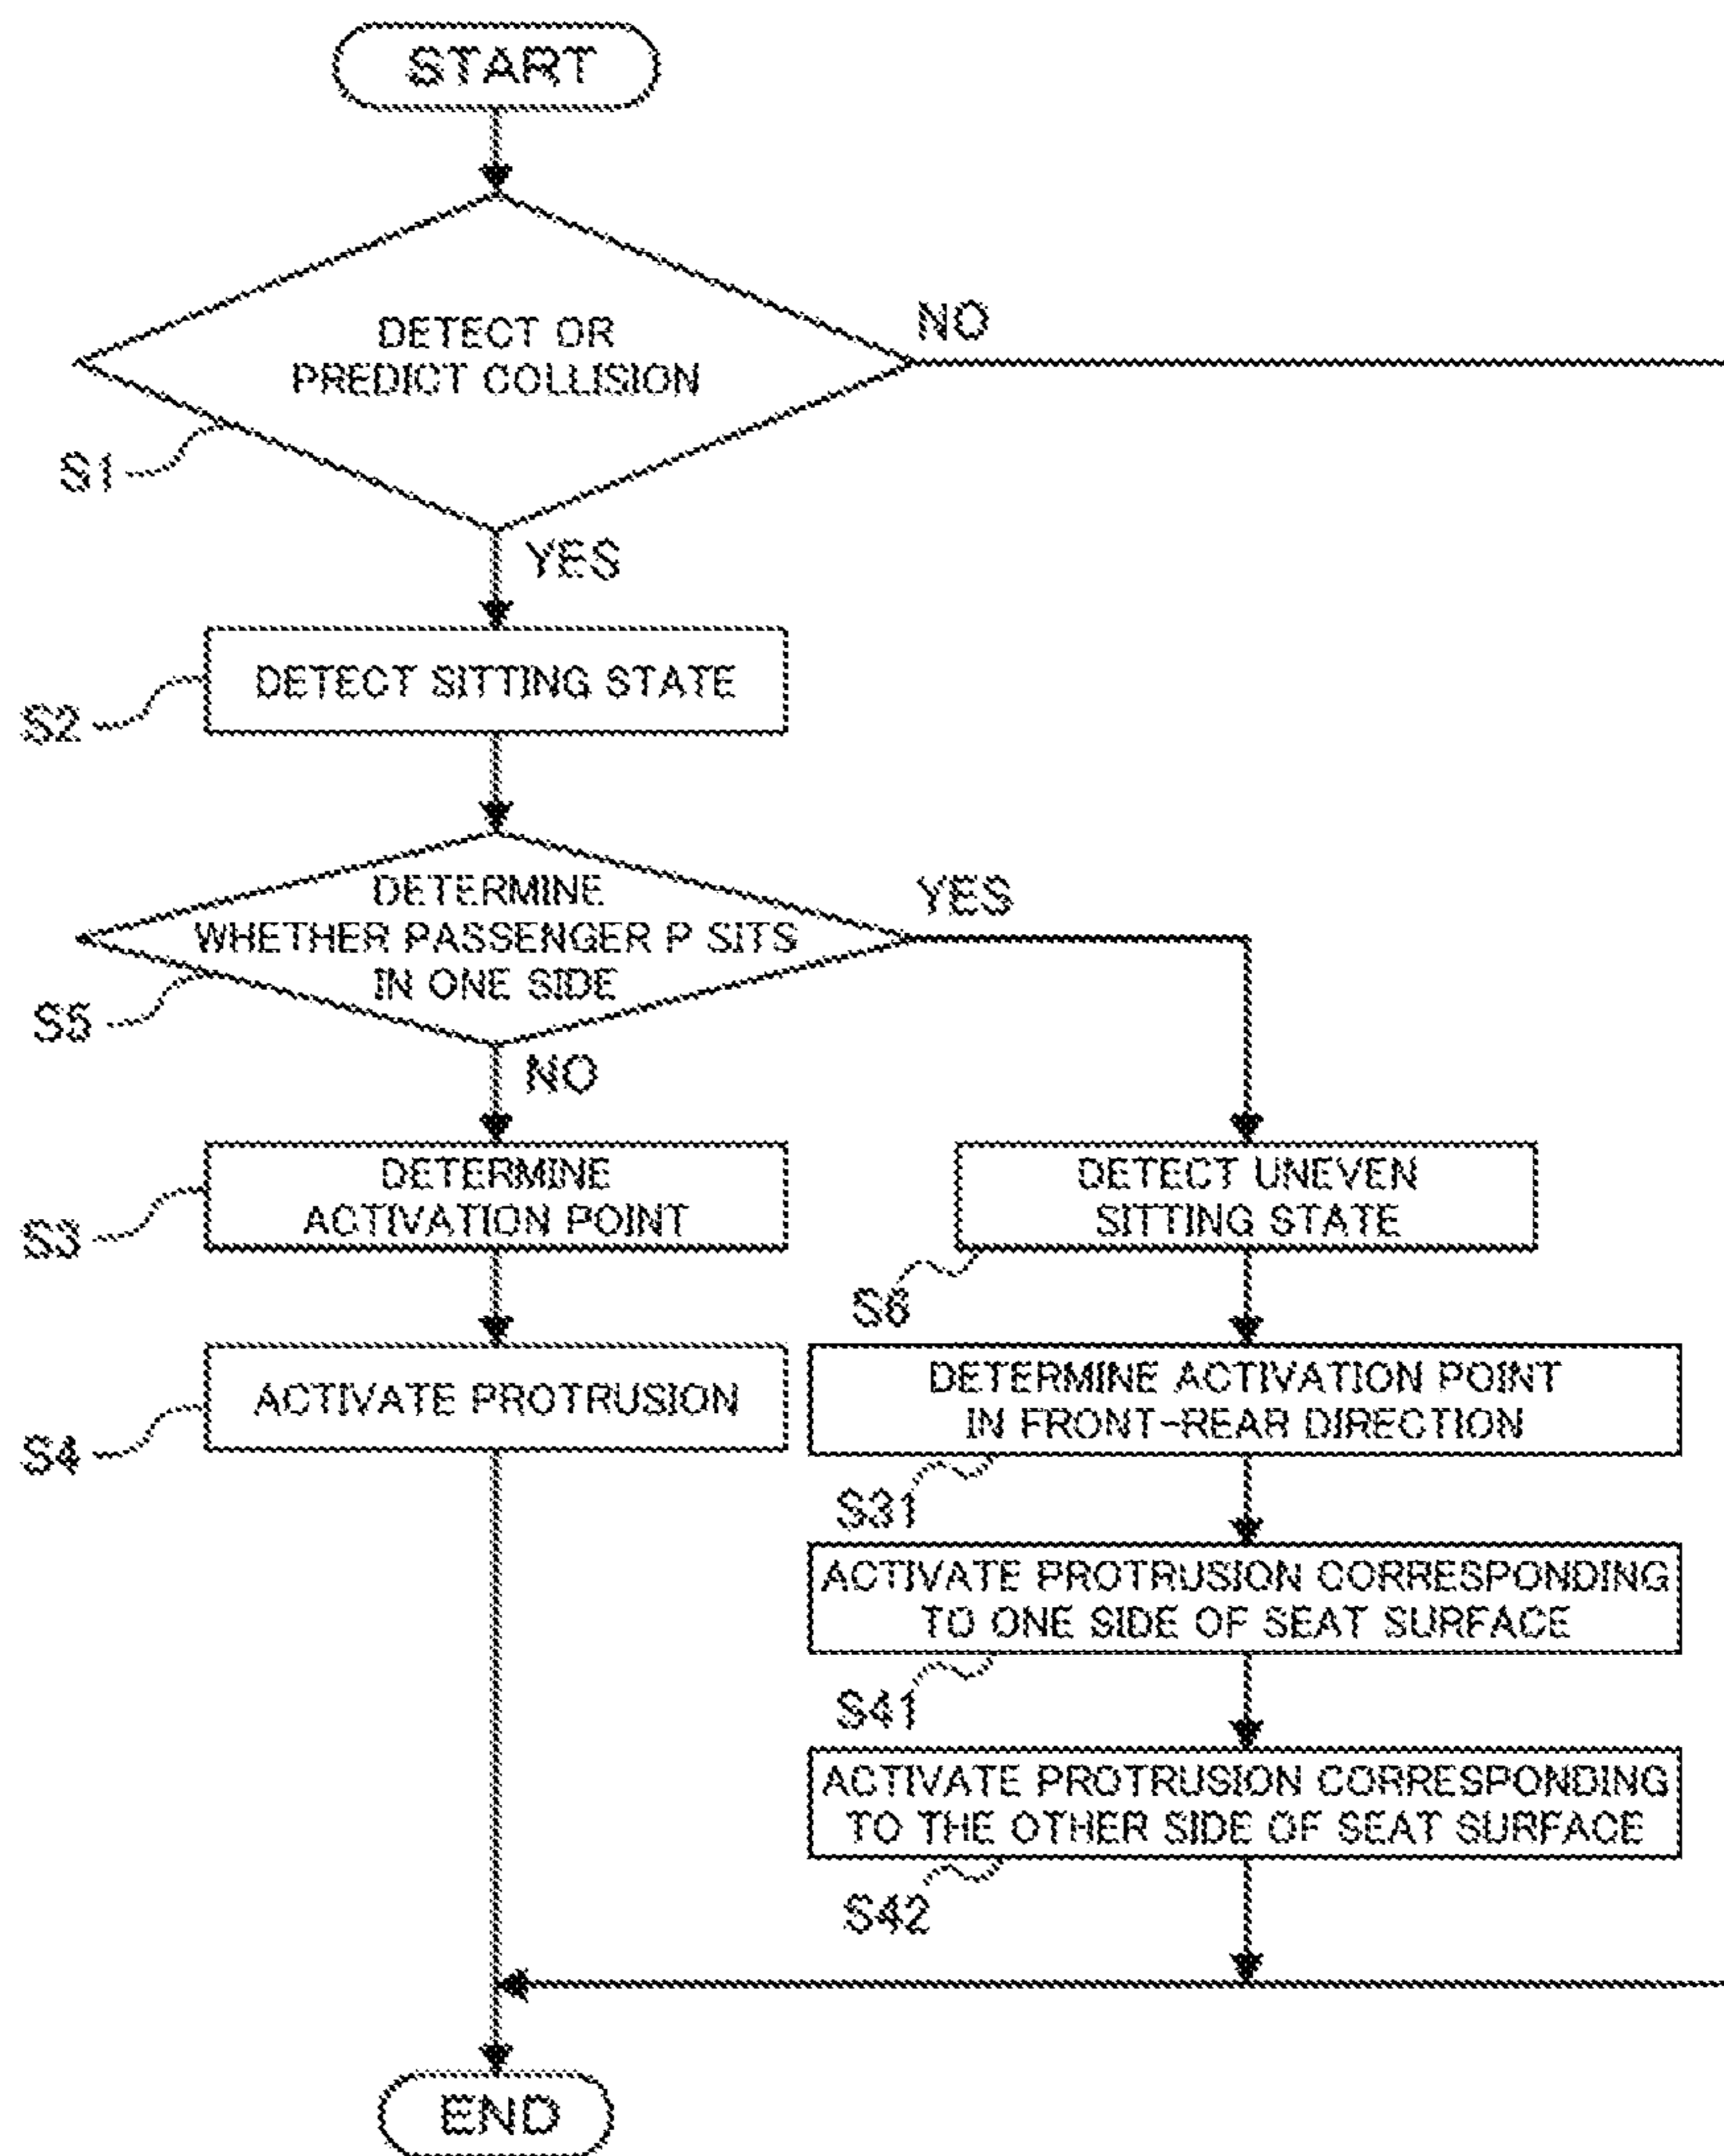 START
DETECT OR
PREDICT COLLISION
NO
S1
YES
DETECT SITTING STATE
S2
DETERMINE
WHETHER PASSENGER P SITS
IN ONE SIDE
YES
S5
NO
DETERMINE
ACTIVATION POINT
S3
DETECT UNEVEN
SITTING STATE
S6
ACTIVATE PROTRUSION
S4
DETERMINE ACTIVATION POINT
IN FRONT-REAR DIRECTION
S31
ACTIVATE PROTRUSION CORRESPONDING
TO ONE SIDE OF SEAT SURFACE
S41
ACTIVATE PROTRUSION CORRESPONDING
TO THE OTHER SIDE OF SEAT SURFACE
S42
END